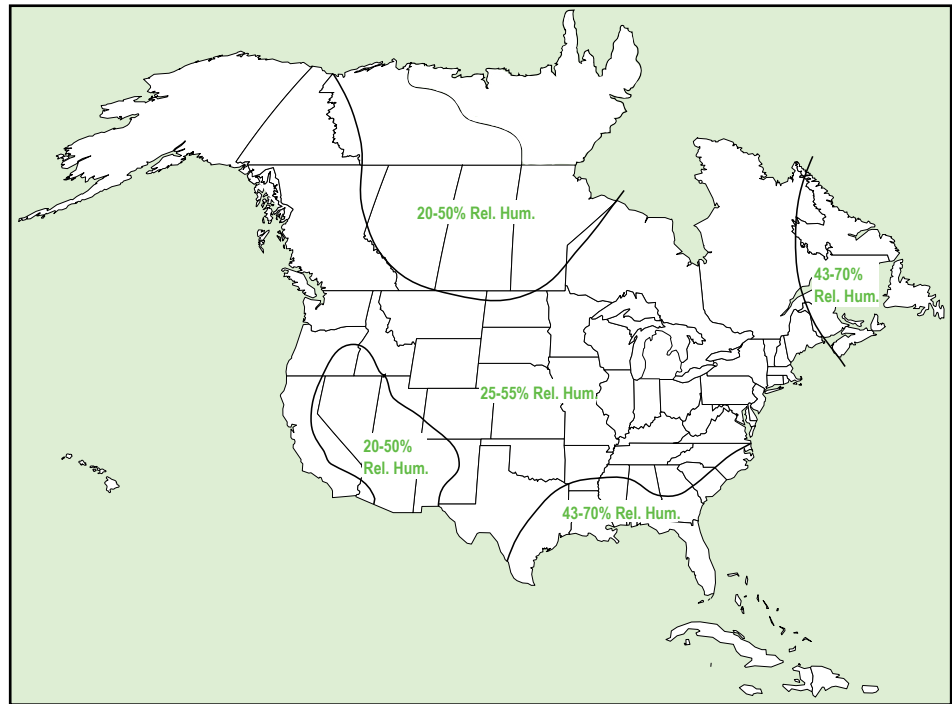 20-50% Rel. Hum.
43-70%
Rel. Hum.
25-55% Rel. Hum.
20-50%
Rel. Hum.
43-70% Rel. Hum.